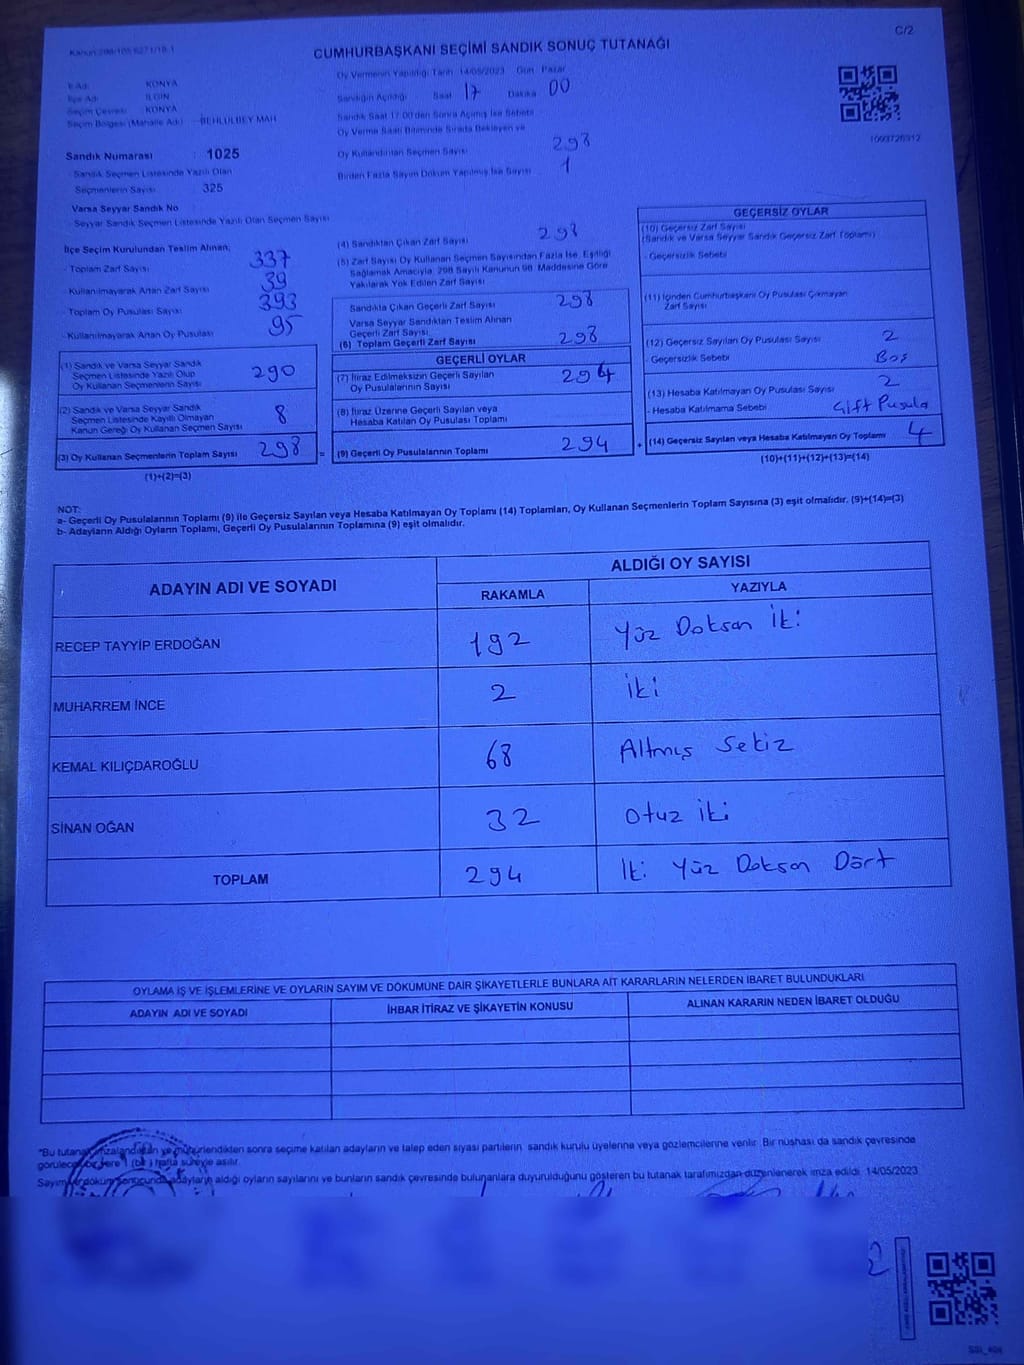 C/2
Kanun:298/105 6271/18.1
CUMHURBAŞKANI SEÇİMİ SANDIK SONUÇ TUTANAĞI
İl Adı: KONYA
İlçe Adı ILGIN
Seçim Çevresi KONYA
Seçim Bölgesi (Mahalle Adı) BEHLÜLBEY MAH
Sandık Numarası : 1025
- Sandık Seçmen Listesinde Yazılı Olan
Seçmenlerin Sayısı 325
Varsa Seyyar Sandık No
- Seyyar Sandık Seçmen Listesinde Yazılı Olan Seçmen Sayısı
Oy Vermenin Yapıldığı Tarih 14/05/2023 Gün Pazar
Sandığın Açıldığı Saat 17 Dakika 00
Sandık Saat 17:00'den Sonra Açılmış İse Sebebi
Oy Verme Saati Bitiminde Sırada Bekleyen ve
Oy Kullandırılan Seçmen Sayısı 298
Birden Fazla Sayım Döküm Yapılmış İse Sayısı 1
1093726912
İlçe Seçim Kurulundan Teslim Alınan;
- Toplam Zarf Sayısı 337
- Kullanılmayarak Artan Zarf Sayısı 39
- Toplam Oy Pusulası Sayısı 393
- Kullanılmayarak Artan Oy Pusulası 95
(1) Sandık ve Varsa Seyyar Sandık
Seçmen Listesinde Yazılı Olup
Oy Kullanan Seçmenlerin Sayısı 290
(2) Sandık ve Varsa Seyyar Sandık
Seçmen Listesinde Kayıtlı Olmayan
Kanun Gereği Oy Kullanan Seçmen Sayısı 8
(3) Oy Kullanan Seçmenlerin Toplam Sayısı 298 =
(1)+(2)=(3)
(4) Sandıktan Çıkan Zarf Sayısı 298
(5) Zarf Sayısı Oy Kullanan Seçmen Sayısından Fazla İse, Eşitliği
Sağlamak Amacıyla; 298 Sayılı Kanunun 98. Maddesine Göre
Yakılarak Yok Edilen Zarf Sayısı
Sandıkta Çıkan Geçerli Zarf Sayısı 298
Varsa Seyyar Sandıktan Teslim Alınan
Geçerli Zarf Sayısı
(6) Toplam Geçerli Zarf Sayısı 298
GEÇERLİ OYLAR
(7) İtiraz Edilmeksizin Geçerli Sayılan
Oy Pusulalarının Sayısı 294
(8) İtiraz Üzerine Geçerli Sayılan veya
Hesaba Katılan Oy Pusulası Toplamı
(9) Geçerli Oy Pusulalarının Toplamı 294 +
GEÇERSİZ OYLAR
(10) Geçersiz Zarf Sayısı
(Sandık ve Varsa Seyyar Sandık Geçersiz Zarf Toplamı)
- Geçersizlik Sebebi
(11) İçinden Cumhurbaşkanı Oy Pusulası Çıkmayan
Zarf Sayısı
(12) Geçersiz Sayılan Oy Pusulası Sayısı 2
- Geçersizlik Sebebi Boş
(13) Hesaba Katılmayan Oy Pusulası Sayısı 2
- Hesaba Katılmama Sebebi Çift Pusula
(14) Geçersiz Sayılan veya Hesaba Katılmayan Oy Toplamı 4
(10)+(11)+(12)+(13)=(14)
NOT:
a- Geçerli Oy Pusulalarının Toplamı (9) ile Geçersiz Sayılan veya Hesaba Katılmayan Oy Toplamı (14) Toplamları, Oy Kullanan Seçmenlerin Toplam Sayısına (3) eşit olmalıdır. (9)+(14)=(3)
b- Adayların Aldığı Oyların Toplamı, Geçerli Oy Pusulalarının Toplamına (9) eşit olmalıdır.
ADAYIN ADI VE SOYADI ALDIĞI OY SAYISI
RAKAMLA YAZIYLA
RECEP TAYYİP ERDOĞAN 192 Yüz Doksan İki
MUHARREM İNCE 2 İki
KEMAL KILIÇDAROĞLU 68 Altmış Sekiz
SİNAN OĞAN 32 Otuz iki
TOPLAM 294 İki Yüz Doksan Dört
OYLAMA İŞ VE İŞLEMLERİNE VE OYLARIN SAYIM VE DÖKÜMÜNE DAİR ŞİKAYETLERLE BUNLARA AİT KARARLARIN NELERDEN İBARET BULUNDUKLARI
ADAYIN ADI VE SOYADI İHBAR İTİRAZ VE ŞİKAYETİN KONUSU ALINAN KARARIN NEDEN İBARET OLDUĞU
*Bu tutanak imzalandıktan ve mühürlendikten sonra seçime katılan adayların ve talep eden siyasi partilerin sandık kurulu üyelerine veya gözlemcilerine verilir. Bir nüshası da sandık çevresinde
görülecek bir yere 1 (bir) hafta süreyle asılır.
Sayım ve döküm sonucunda adayların aldığı oyların sayılarını ve bunların sandık çevresinde bulunanlara duyurulduğunu gösteren bu tutanak tarafımızdan düzenlenerek imza edildi. 14/05/2023